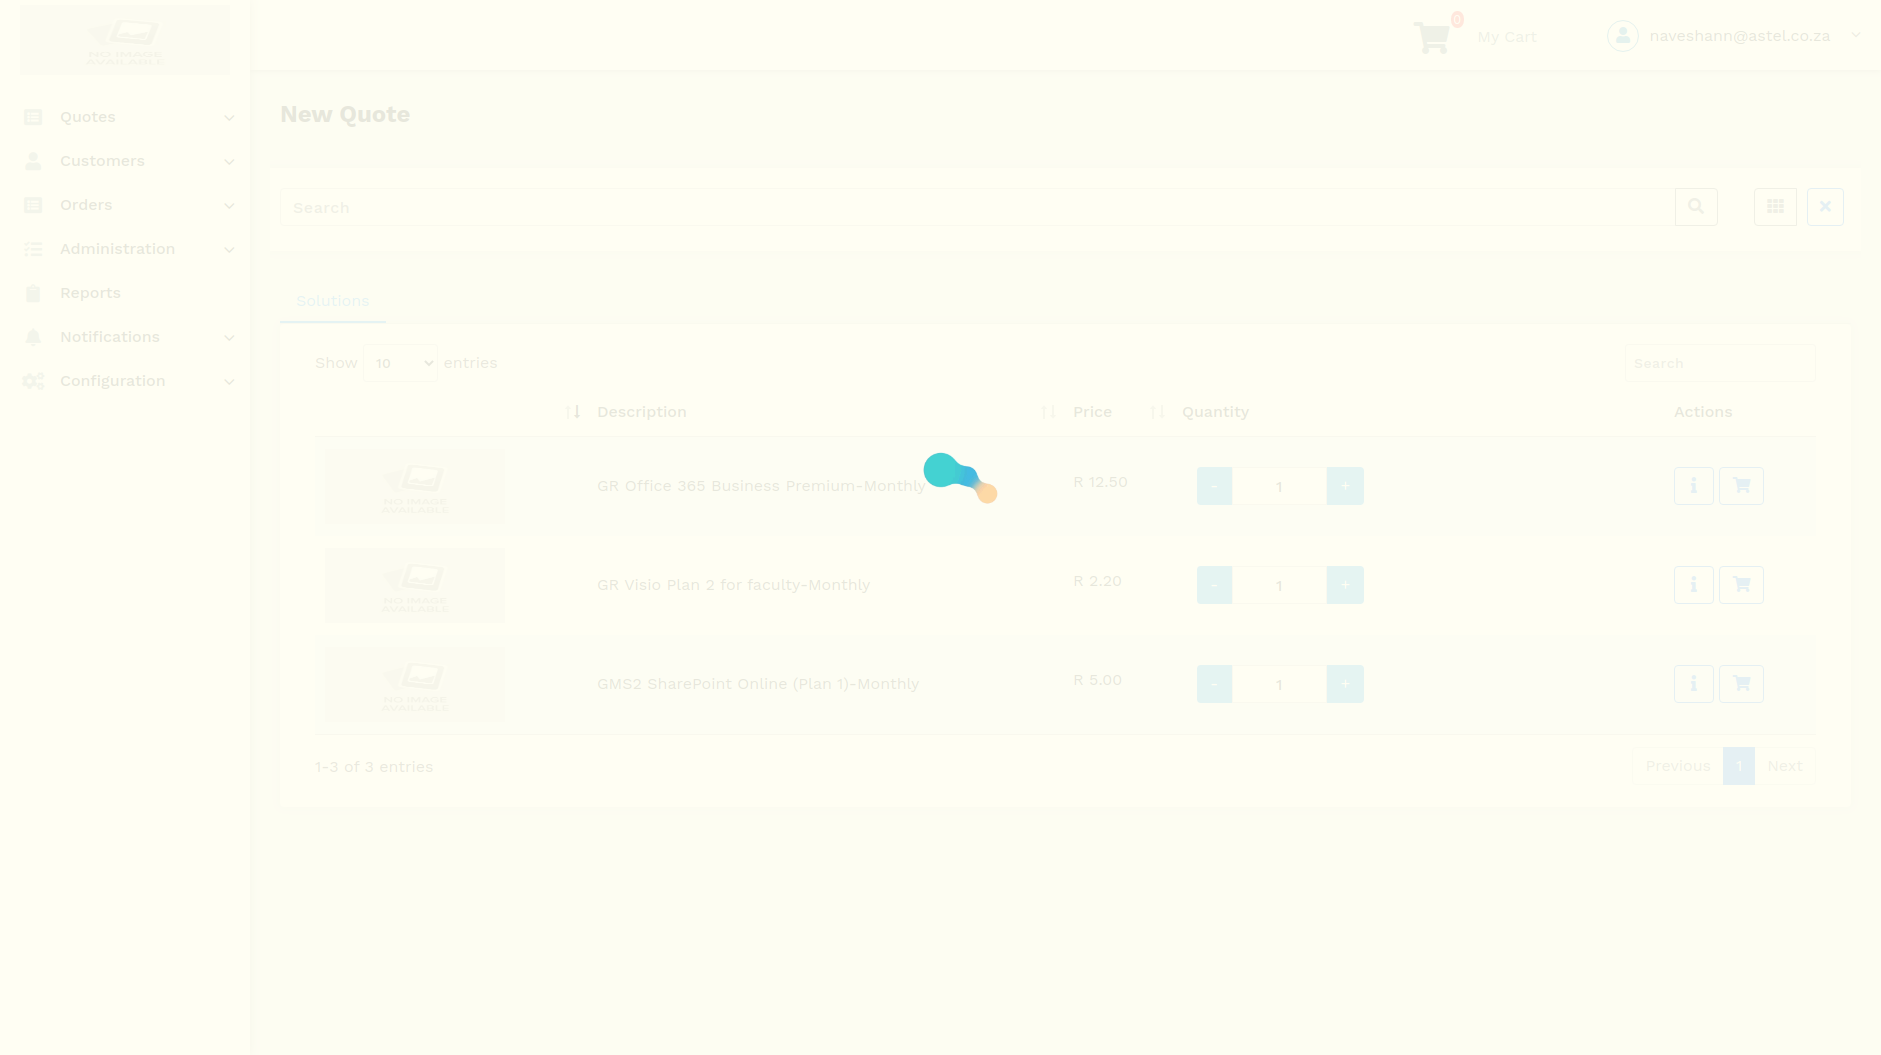 NO IMAGE
AVAILABLE
0
My Cart
naveshann@astel.co.za
Quotes
Customers
Orders
Administration
Reports
Notifications
Configuration
New Quote
Search
Solutions
Show 10 entries
Search
Description Price Quantity Actions
NO IMAGE
AVAILABLE
GR Office 365 Business Premium-Monthly R 12.50 - 1 +
NO IMAGE
AVAILABLE
GR Visio Plan 2 for faculty-Monthly R 2.20 - 1 +
NO IMAGE
AVAILABLE
GMS2 SharePoint Online (Plan 1)-Monthly R 5.00 - 1 +
1-3 of 3 entries
Previous 1 Next